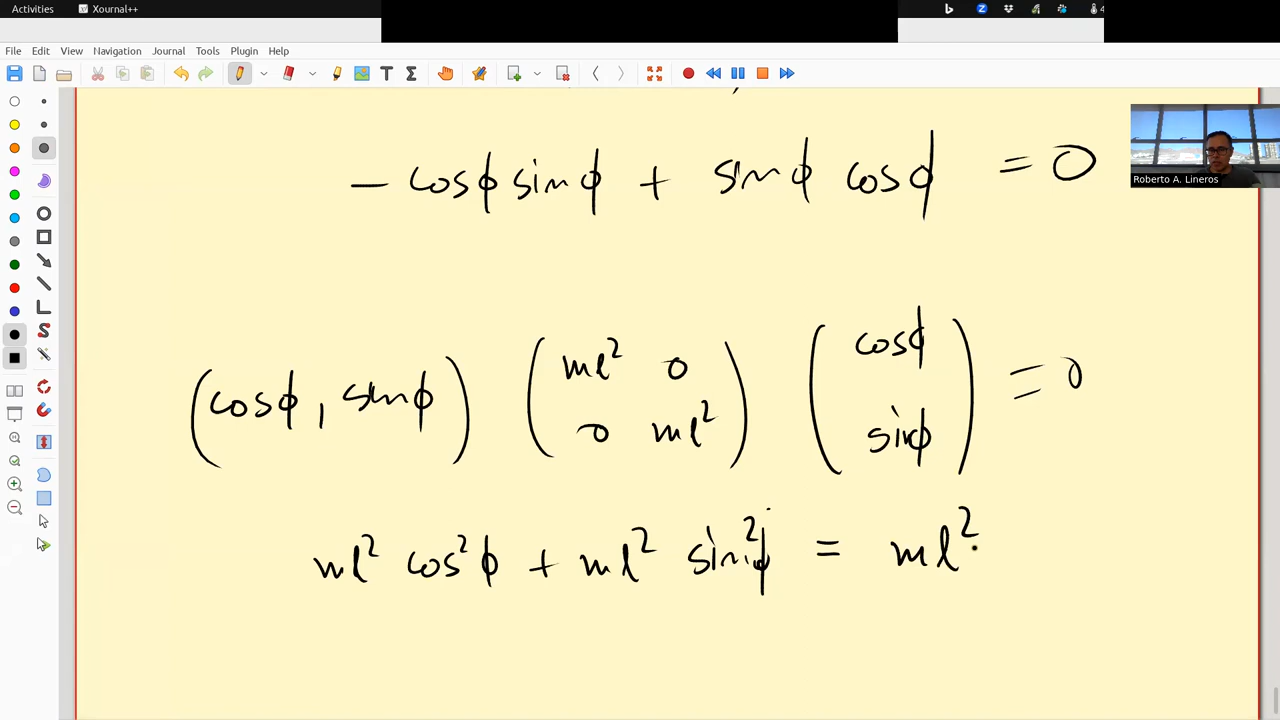 Activities Xournal++
File Edit View Navigation Journal Tools Plugin Help
− cosϕ sinϕ + sinϕ cosϕ = 0
Roberto A. Lineros
(cosϕ, sinϕ) (ml² 0 0 ml²) (cosϕ sinϕ) = 0
ml² cos²ϕ + ml² sin²ϕ = ml²